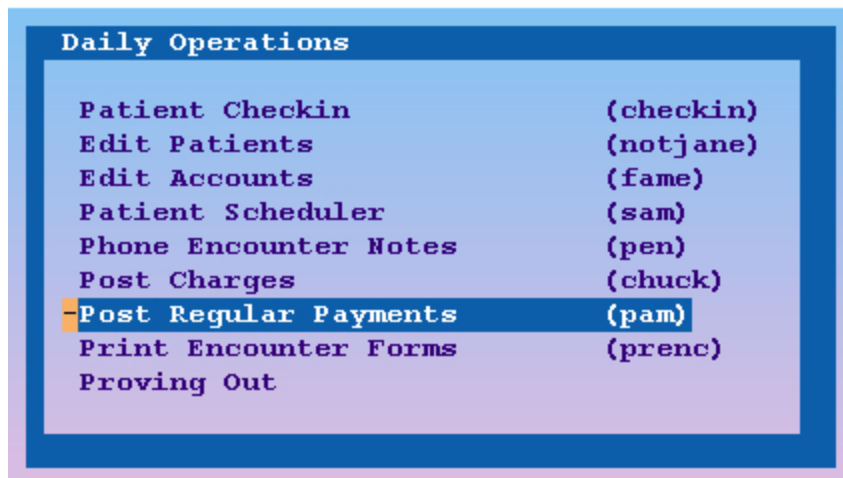 Daily Operations
Patient Checkin (checkin)
Edit Patients (notjane)
Edit Accounts (fame)
Patient Scheduler (sam)
Phone Encounter Notes (pen)
Post Charges (chuck)
-Post Regular Payments (pam)
Print Encounter Forms (prenc)
Proving Out